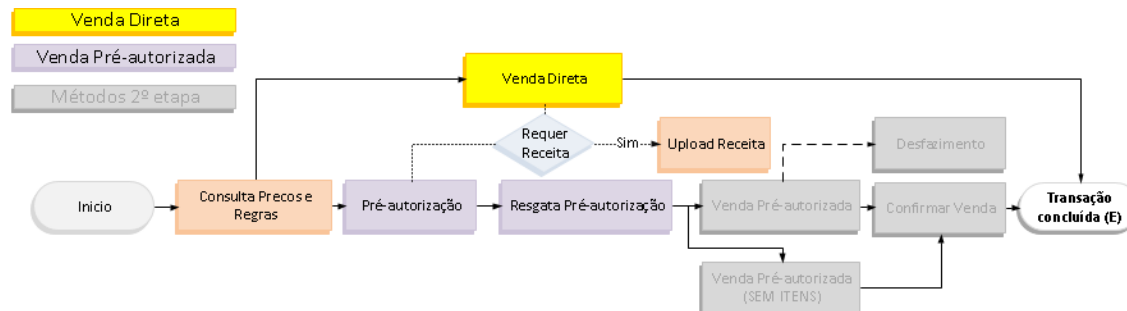 Venda Direta
Venda Pré-autorizada
Métodos 2º etapa
Venda Direta
Requer
Receita
Sim
Upload Receita
Desfazimento
Inicio
Consulta Precos e
Regras
Pré-autorização
Resgata Pré-autorização
Venda Pré-autorizada
Confirmar Venda
Transação
concluída (E)
Venda Pré-autorizada
(SEM ITENS)